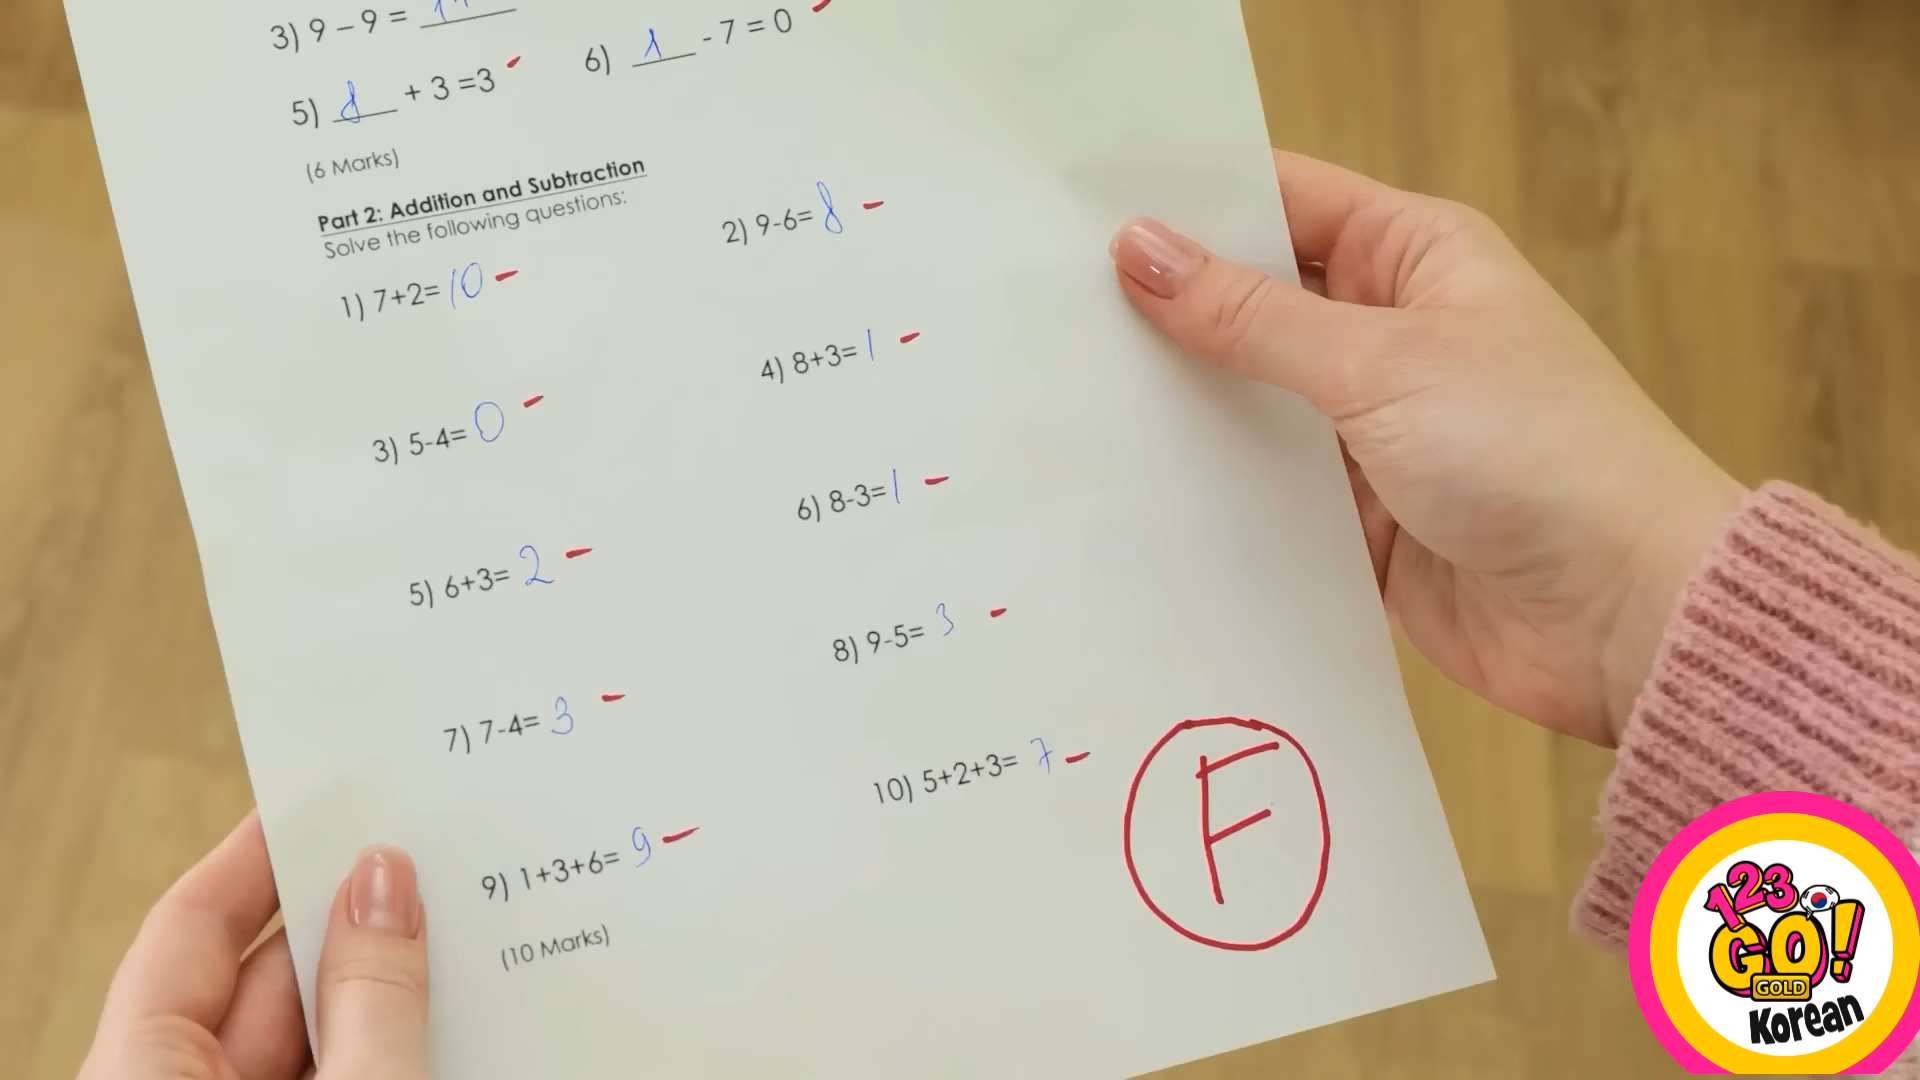 3) 9 – 9 =
5) 8 + 3 =3
6) 1 - 7 = 0
(6 Marks)
Part 2: Addition and Subtraction
Solve the following questions:
1) 7+2= 10
2) 9-6= 8
3) 5-4= 0
4) 8+3= 1
5) 6+3= 2
6) 8-3= 1
7) 7-4= 3
8) 9-5= 3
9) 1+3+6= 9
10) 5+2+3= 7
(10 Marks)
F
123
GO!
GOLD
Korean